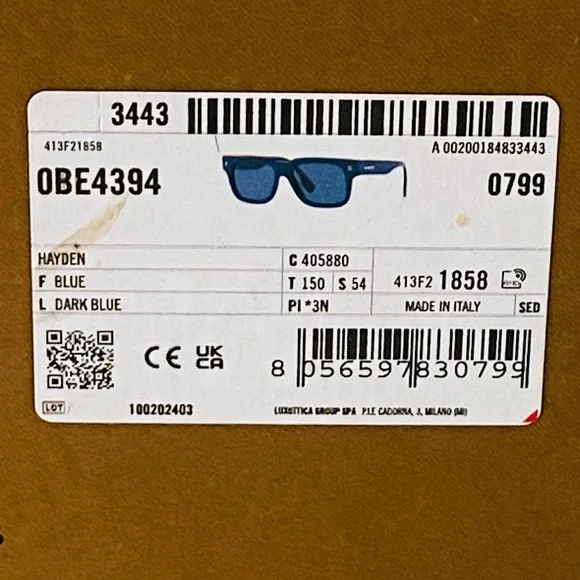 3443
413F21858
A 00200184833443
0BE4394
0799
HAYDEN
C 405880
F BLUE
T 150
S 54
413F2 1858
L DARK BLUE
PI *3N
MADE IN ITALY
SED
CE UK CA
8 056597 830799
LOT
100202403
LUXOTTICA GROUP SPA P.LE CADORNA, 3, MILANO (MI)